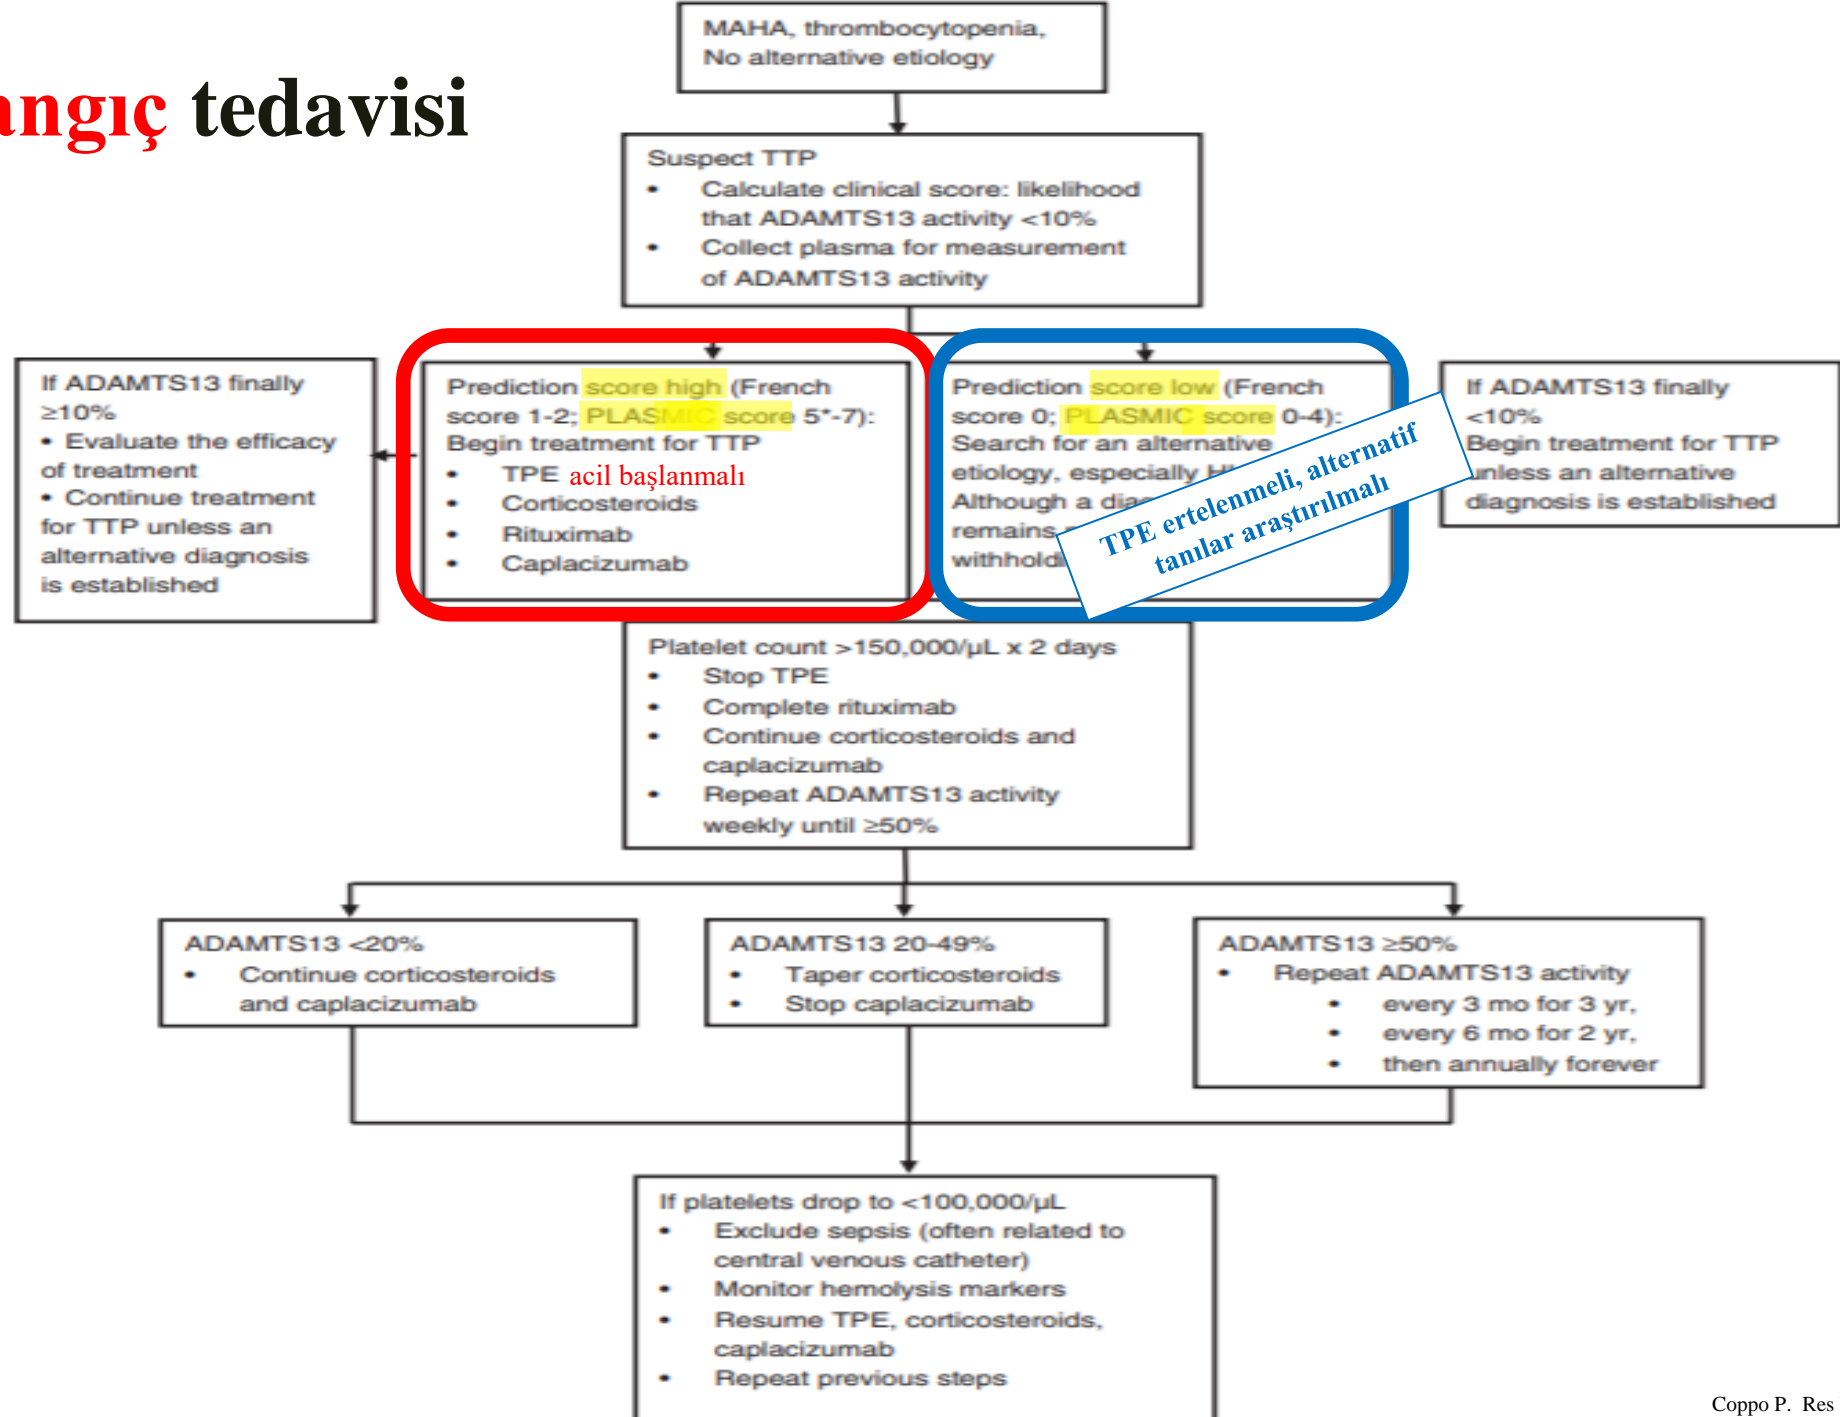 angıç tedavisi
MAHA, thrombocytopenia,
No alternative etiology
Suspect TTP
• Calculate clinical score: likelihood
that ADAMTS13 activity <10%
• Collect plasma for measurement
of ADAMTS13 activity
If ADAMTS13 finally
≥10%
• Evaluate the efficacy
of treatment
• Continue treatment
for TTP unless an
alternative diagnosis
is established
Prediction score high (French
score 1-2; PLASMIC score 5*-7):
Begin treatment for TTP
• TPE acil başlanmalı
• Corticosteroids
• Rituximab
• Caplacizumab
Prediction score low (French
score 0; PLASMIC score 0-4):
Search for an alternative
etiology, especially
Although a
remains
TPE ertelenmeli, alternatif
tanılar araştırılmalı
If ADAMTS13 finally
<10%
Begin treatment for TTP
unless an alternative
diagnosis is established
Platelet count >150,000/µL x 2 days
• Stop TPE
• Complete rituximab
• Continue corticosteroids and
caplacizumab
• Repeat ADAMTS13 activity
weekly until ≥50%
ADAMTS13 <20%
• Continue corticosteroids
and caplacizumab
ADAMTS13 20-49%
• Taper corticosteroids
• Stop caplacizumab
ADAMTS13 ≥50%
• Repeat ADAMTS13 activity
• every 3 mo for 3 yr,
• every 6 mo for 2 yr,
• then annually forever
If platelets drop to <100,000/µL
• Exclude sepsis (often related to
central venous catheter)
• Monitor hemolysis markers
• Resume TPE, corticosteroids,
caplacizumab
• Repeat previous steps
Coppo P. Res